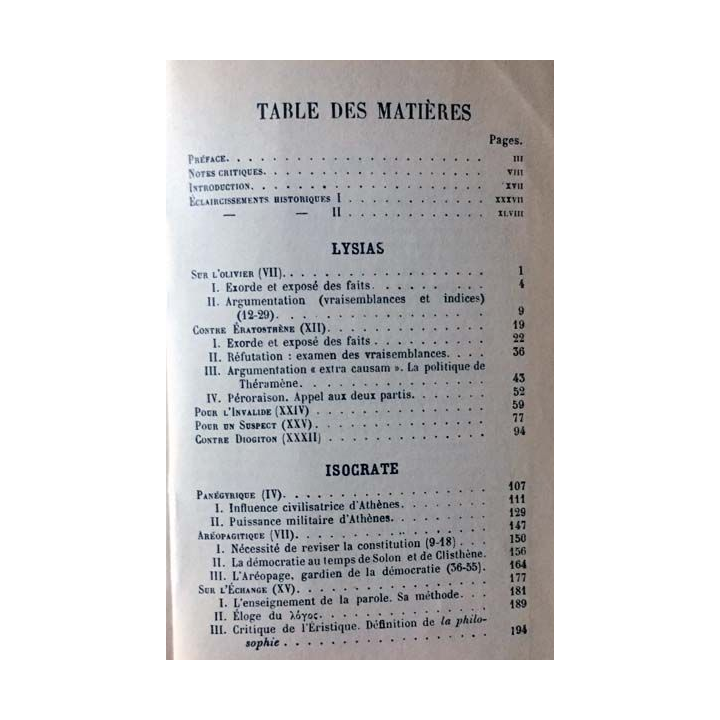 TABLE DES MATIÈRES
Pages.
PRÉFACE. . . . . . . . . . . . . . . . . . . . . III
NOTES CRITIQUES. . . . . . . . . . . . . . . . . VIII
INTRODUCTION. . . . . . . . . . . . . . . . . . XVII
ÉCLAIRCISSEMENTS HISTORIQUES I . . . . . . . . . . XXXVII
— — II . . . . . . . . . . XLVIII
LYSIAS
SUR L'OLIVIER (VII). . . . . . . . . . . . . . . 1
I. Exorde et exposé des faits . . . . . . . . 4
II. Argumentation (vraisemblances et indices)
(12-29). . . . . . . . . . . . . . . . . 9
CONTRE ÉRATOSTHÈNE (XII). . . . . . . . . . . . . 19
I. Exorde et exposé des faits . . . . . . . . 22
II. Réfutation : examen des vraisemblances. . . . 36
III. Argumentation « extra causam ». La politique de
Théramène. . . . . . . . . . . . . . . . 43
IV. Péroraison. Appel aux deux partis. . . . . . 52
POUR L'INVALIDE (XXIV) . . . . . . . . . . . . . 59
POUR UN SUSPECT (XXV) . . . . . . . . . . . . . 77
CONTRE DIOGITON (XXXII) . . . . . . . . . . . . . 94
ISOCRATE
PANÉGYRIQUE (IV). . . . . . . . . . . . . . . . 107
I. Influence civilisatrice d'Athènes. . . . . . . 111
II. Puissance militaire d'Athènes. . . . . . . . 129
ARÉOPAGITIQUE (VII). . . . . . . . . . . . . . . 147
I. Nécessité de reviser la constitution (9-18) . . . 150
II. La démocratie au temps de Solon et de Clisthène. 156
III. L'Aréopage, gardien de la démocratie (36-55). 164
SUR L'ÉCHANGE (XV). . . . . . . . . . . . . . . 177
I. L'enseignement de la parole. Sa méthode. . . . 181
II. Éloge du λόγος. . . . . . . . . . . . . . . 189
III. Critique de l'Éristique. Définition de la philo-
sophie . . . . . . . . . . . . . . . . . 194